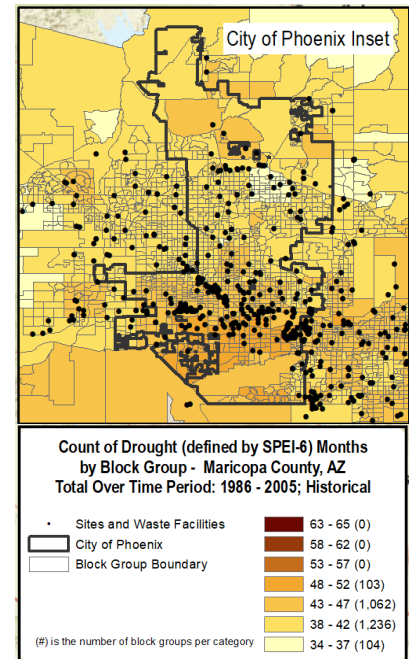 City of Phoenix Inset
Count of Drought (defined by SPEI-6) Months
by Block Group - Maricopa County, AZ
Total Over Time Period: 1986 - 2005; Historical
Sites and Waste Facilities
City of Phoenix
Block Group Boundary
63 - 65 (0)
58 - 62 (0)
53 - 57 (0)
48 - 52 (103)
43 - 47 (1,062)
38 - 42 (1,236)
34 - 37 (104)
(#) is the number of block groups per category